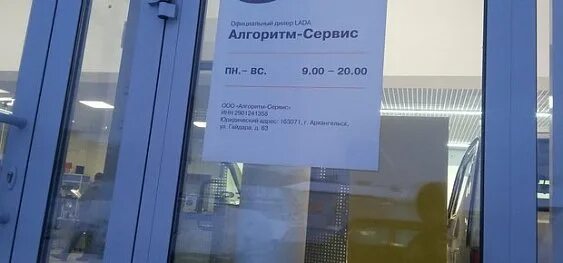 Официальный дилер LADA
Алгоритм-Сервис
ПН.– ВС. 9.00 – 20.00
ООО «Алгоритм-Сервис»
ИНН 2901241355
Юридический адрес: 163071, г. Архангельск,
ул. Гайдара, д. 63